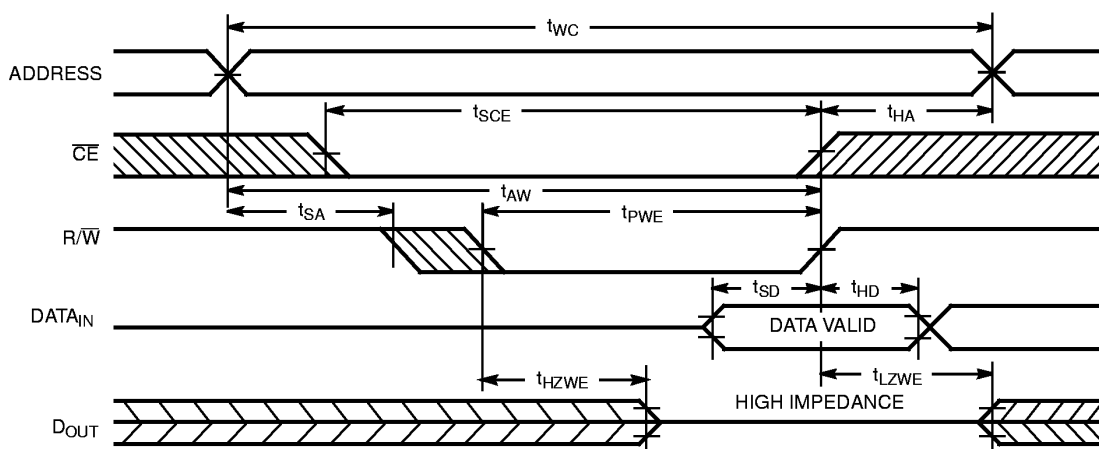 tWC
ADDRESS
tSCE
tHA
CE
tAW
tSA
tPWE
R/W
tSD
tHD
DATAIN
DATA VALID
tHZWE
tLZWE
HIGH IMPEDANCE
DOUT